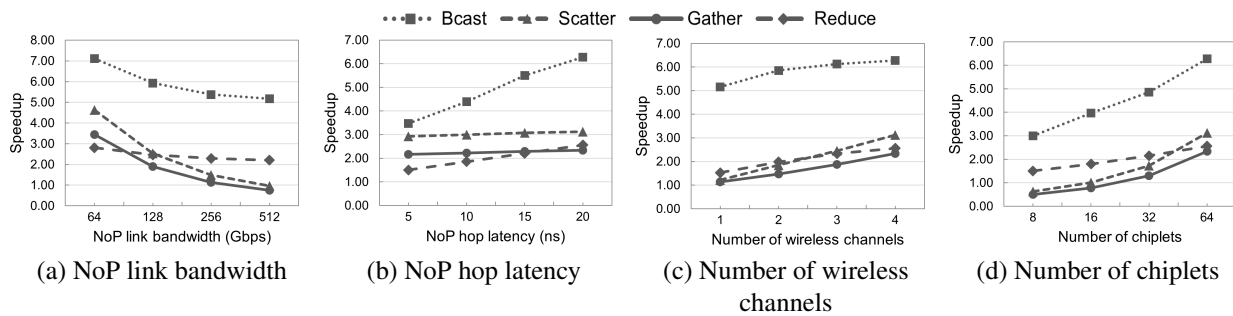 Bcast Scatter Gather Reduce
Speedup
8.00
7.00
6.00
5.00
4.00
3.00
2.00
1.00
0.00
64 128 256 512
NoP link bandwidth (Gbps)
(a) NoP link bandwidth
Speedup
7.00
6.00
5.00
4.00
3.00
2.00
1.00
0.00
5 10 15 20
NoP hop latency (ns)
(b) NoP hop latency
Speedup
7.00
6.00
5.00
4.00
3.00
2.00
1.00
0.00
1 2 3 4
Number of wireless channels
(c) Number of wireless
channels
Speedup
7.00
6.00
5.00
4.00
3.00
2.00
1.00
0.00
8 16 32 64
Number of chiplets
(d) Number of chiplets